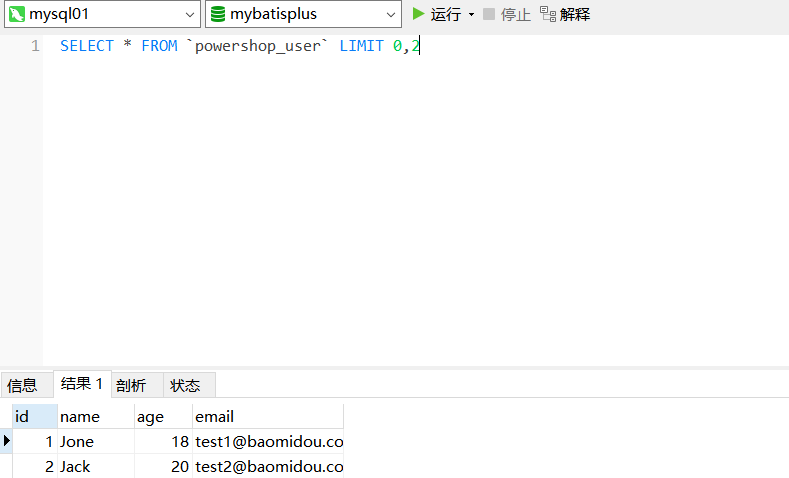 mysql01 mybatisplus 运行 停止 解释
1 SELECT * FROM `powershop_user` LIMIT 0,2
信息 结果 1 剖析 状态
id name age email
1 Jone 18 test1@baomidou.co
2 Jack 20 test2@baomidou.co